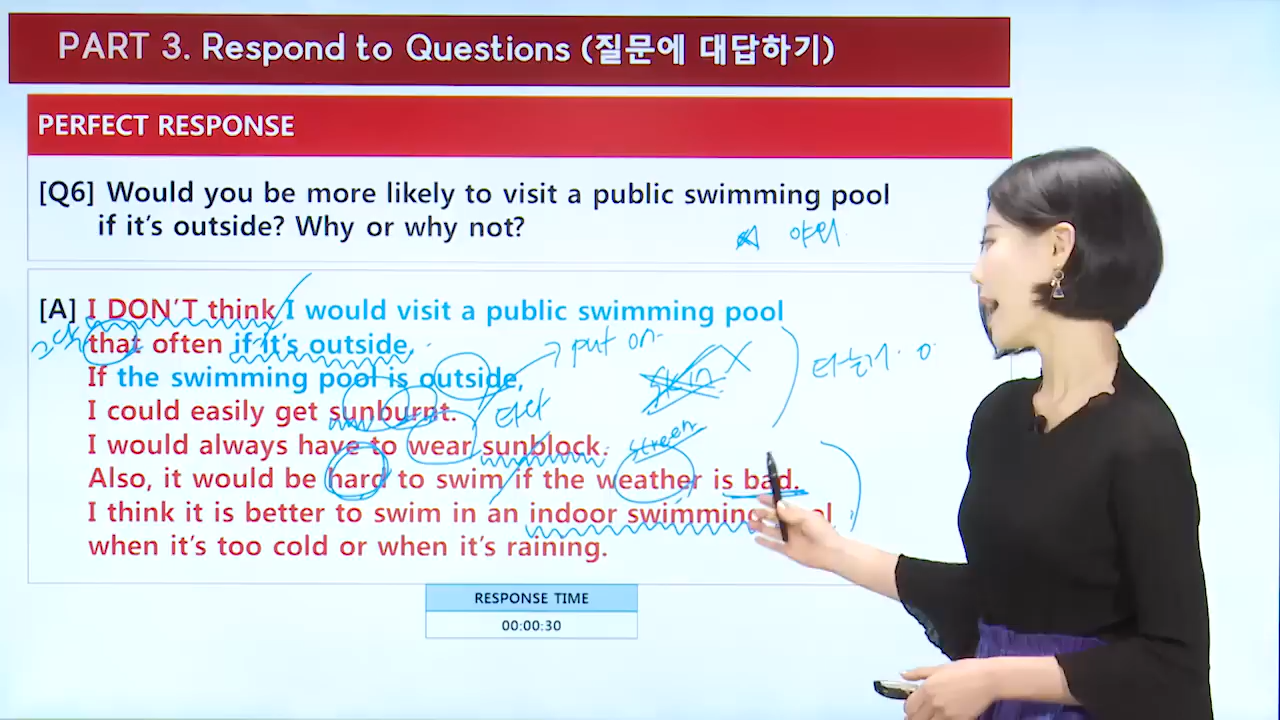 PART 3. Respond to Questions (질문에 대답하기)
PERFECT RESPONSE
[Q6] Would you be more likely to visit a public swimming pool
if it's outside? Why or why not?
야외
[A] I DON'T think I would visit a public swimming pool
that often if it's outside.
put on
If the swimming pool is outside,
skin
I could easily get sunburnt.
I would always have to wear sunblock.
screen
Also, it would be hard to swim if the weather is bad.
I think it is better to swim in an indoor swimming
when it's too cold or when it's raining.
RESPONSE TIME
00:00:30